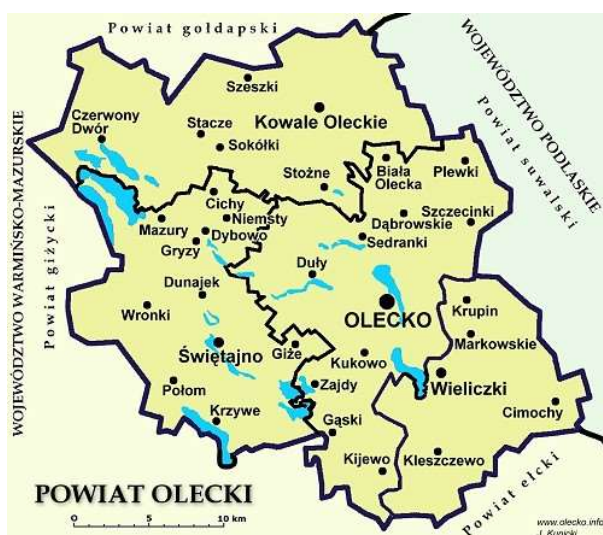 Powiat gołdapski
WOJEWÓDZTWO WARMIŃSKO-MAZURSKIE
Powiat giżycki
WOJEWÓDZTWO PODLASKIE
Powiat suwalski
Szeszki
Czerwony
Dwór
Stacze
Kowale Oleckie
Sokółki
Stożne
Biała
Olecka
Plewki
Cichy
Niemsty
Mazury
Dybowo
Gryzy
Dąbrowskie
Szczecinki
Sedranki
Duły
Dunajek
Wronki
OLECKO
Krupin
Markowskie
Świętajno
Giże
Kukowo
Zajdy
Wieliczki
Połom
Krzywe
Cimochy
Gąski
Kijewo
Kleszczewo
Powiat ełcki
POWIAT OLECKI
0 5 10 km
www.olecko.info
J. Kunicki